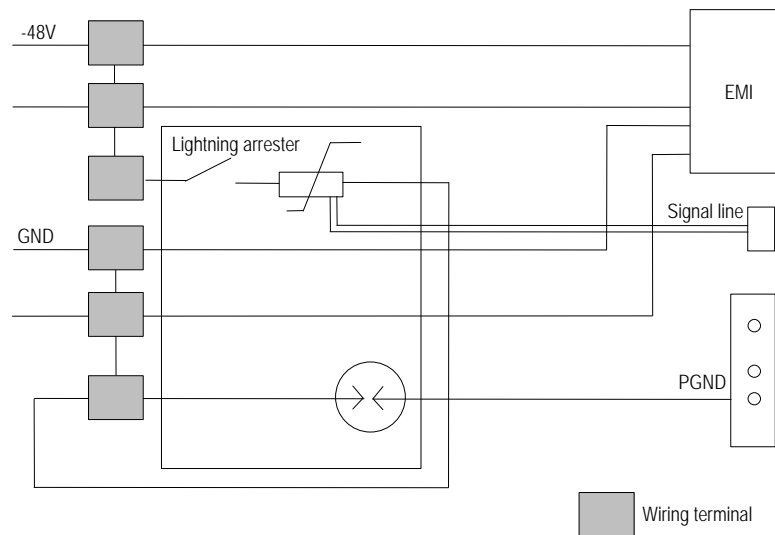 -48V
EMI
Lightning arrester
Signal line
GND
PGND
Wiring terminal